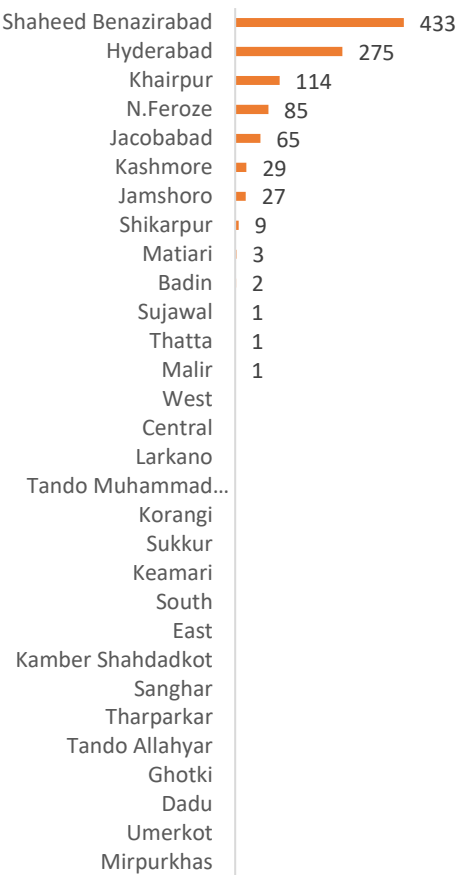 Shaheed Benazirabad 433
Hyderabad 275
Khairpur 114
N.Feroze 85
Jacobabad 65
Kashmore 29
Jamshoro 27
Shikarpur 9
Matiari 3
Badin 2
Sujawal 1
Thatta 1
Malir 1
West
Central
Larkano
Tando Muhammad…
Korangi
Sukkur
Keamari
South
East
Kamber Shahdadkot
Sanghar
Tharparkar
Tando Allahyar
Ghotki
Dadu
Umerkot
Mirpurkhas